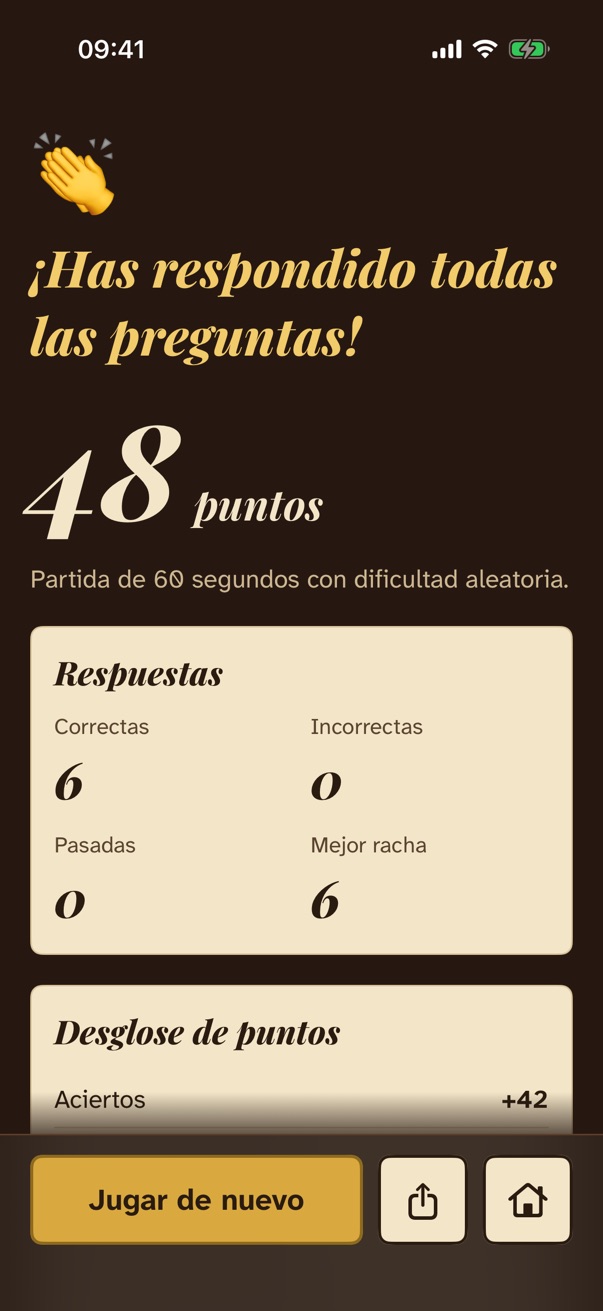 09:41
¡Has respondido todas
las preguntas!
48 puntos
Partida de 60 segundos con dificultad aleatoria.
Respuestas
Correctas Incorrectas
6 0
Pasadas Mejor racha
0 6
Desglose de puntos
Aciertos +42
Jugar de nuevo